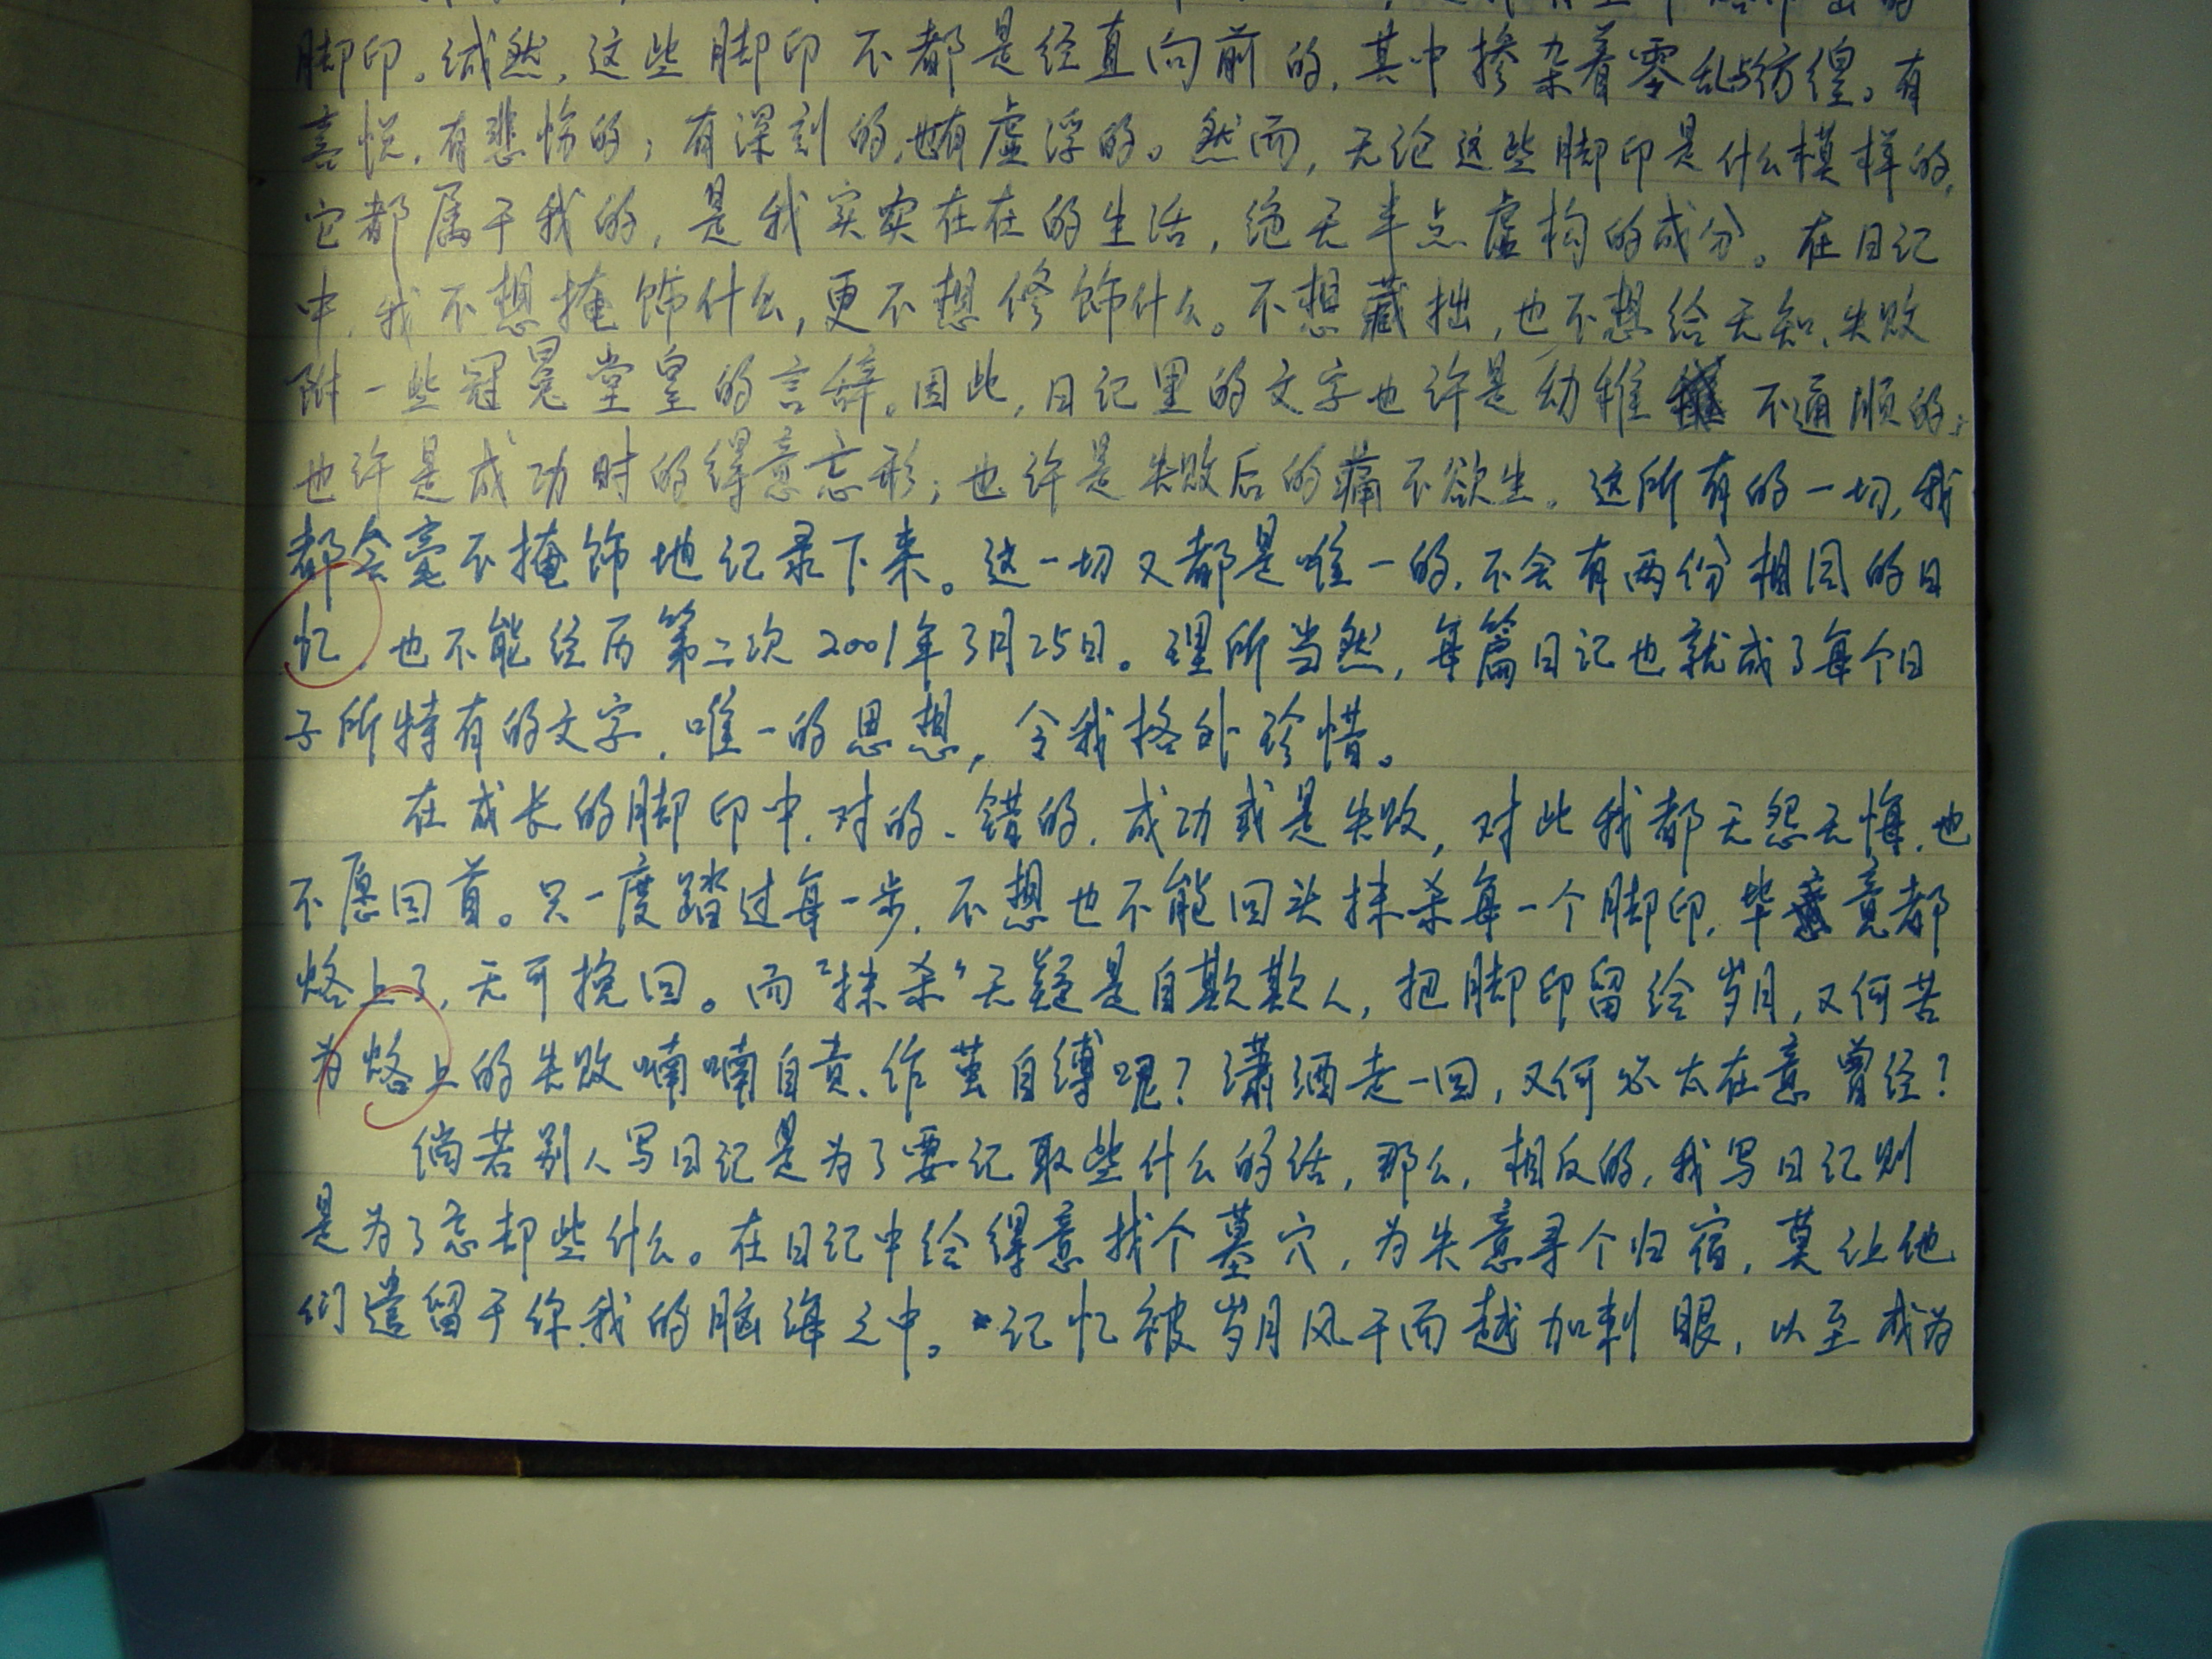 脚印。诚然，这些脚印不都是经直向前的，其中掺杂着零乱与彷徨。有
喜悦，有悲伤的；有深刻的，也有虚浮的。然而，无论这些脚印是什么模样的，
它都属于我的，是我实实在在的生活，绝无半点虚构的成分。在日记
中，我不想掩饰什么，更不想修饰什么。不想藏拙，也不想给无知、失败
附一些冠冕堂皇的言辞。因此，日记里的文字也许是幼稚 不通顺的；
也许是成功时的得意忘形；也许是失败后的痛不欲生。这所有的一切，我
都会毫不掩饰地记录下来。这一切又都是唯一的，不会有两份相同的日
忆，也不能经历第二次2001年3月25日。理所当然，每篇日记也就成了每个日
子所特有的文字，唯一的思想，令我格外珍惜。
在成长的脚印中，对的、错的，成功或是失败，对此我都无怨无悔，也
不愿回首。只一度踏过每一步，不想也不能回头抹杀每一个脚印，毕竟都
烙上了，无可挽回。而“抹杀”无疑是自欺欺人，把脚印留给岁月，又何苦
为烙上的失败喃喃自责、作茧自缚呢？潇洒走一回，又何必太在意曾经？
倘若别人写日记是为了要记取些什么的话，那么，相反的，我写日记则
是为了忘却些什么。在日记中给得意找个墓穴，为失意寻个归宿，莫让他
们遗留于你、我的脑海之中。记忆被岁月风干而越加刺眼，以至成为